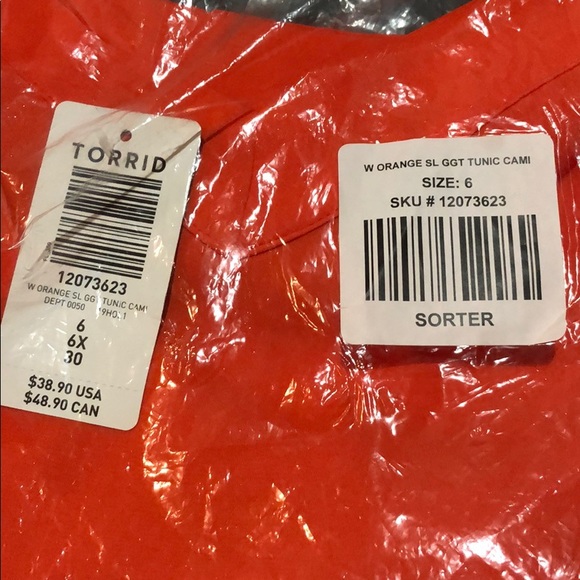 TORRID
12073623
W ORANGE SL GGT TUNIC CAMI
DEPT 0050
6
6X
30
$38.90 USA
$48.90 CAN
W ORANGE SL GGT TUNIC CAMI
SIZE: 6
SKU # 12073623
SORTER